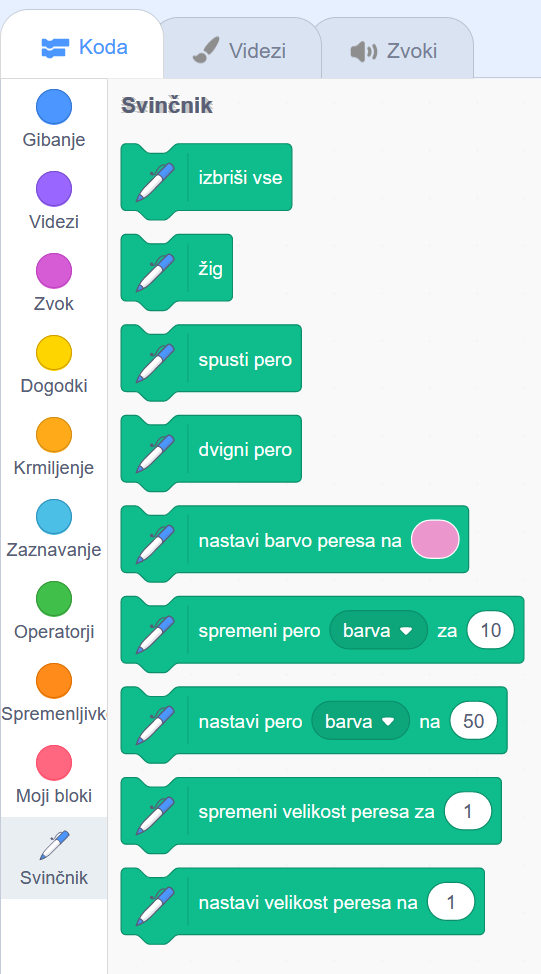 Koda
Videzi
Zvoki
Gibanje
Videzi
Zvok
Dogodki
Krmiljenje
Zaznavanje
Operatorji
Spremenljivk
Moji bloki
Svinčnik
Svinčnik
izbriši vse
žig
spusti pero
dvigni pero
nastavi barvo peresa na
spremeni pero barva za 10
nastavi pero barva na 50
spremeni velikost peresa za 1
nastavi velikost peresa na 1